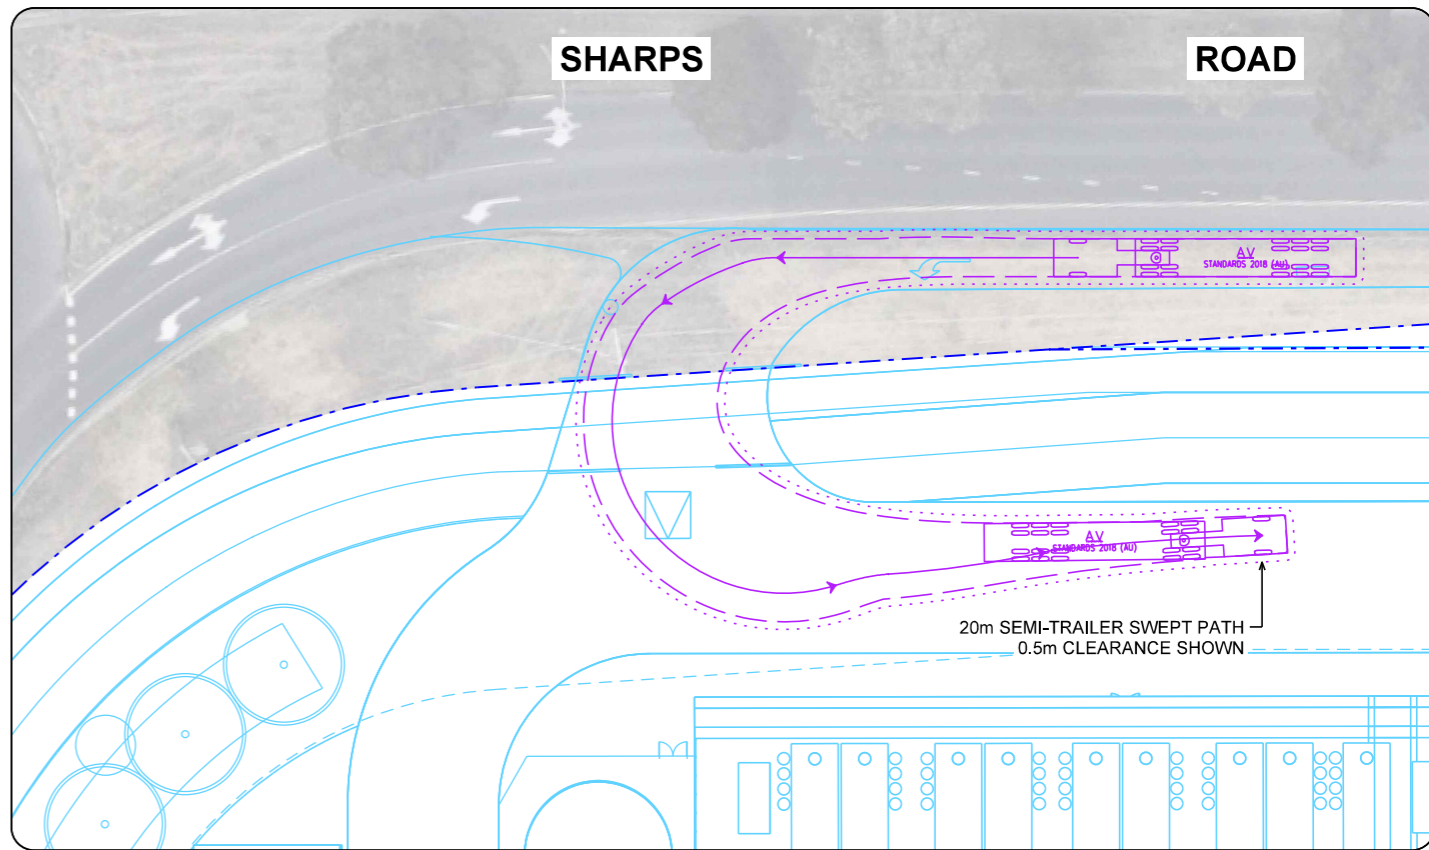 SHARPS
ROAD
AV
STANDARDS 2018 (AU)
AV
STANDARDS 2018 (AU)
20m SEMI-TRAILER SWEPT PATH
0.5m CLEARANCE SHOWN